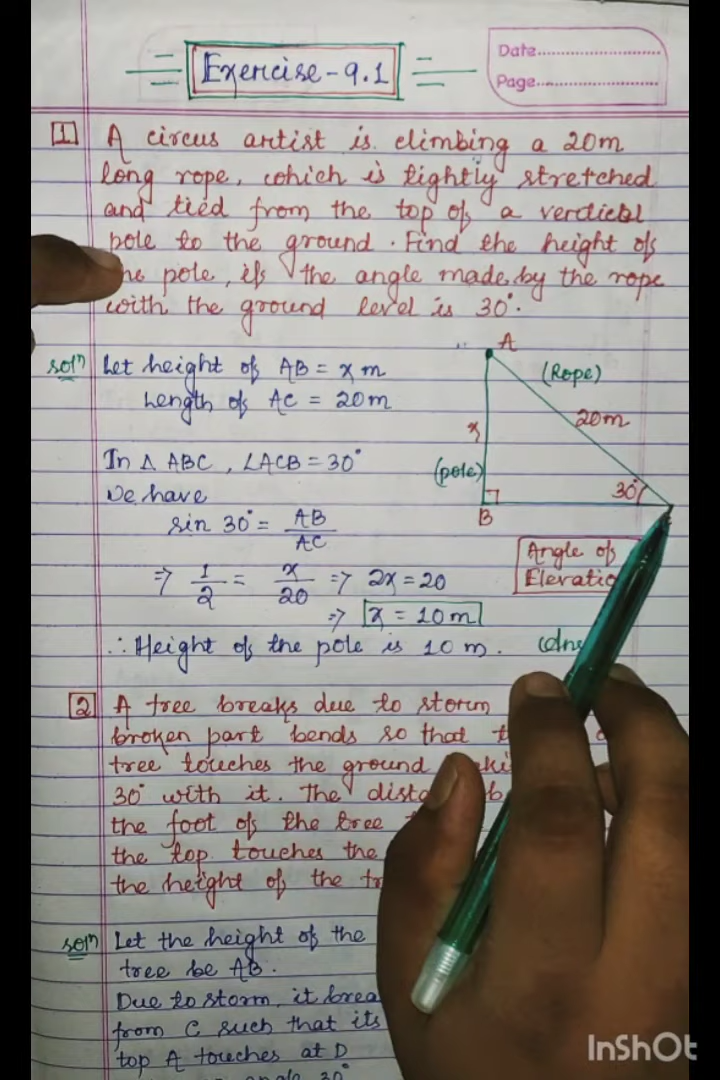 Exercise-9.1
Date
Page
1 A circus artist is climbing a 20m
long rope, which is tightly stretched
and tied from the top of a verticlal
pole to the ground. Find the height of
the pole, if the angle made by the rope
with the ground level is 30°.
solⁿ Let height of AB = x m
Length of AC = 20m
In △ ABC, ∠ACB = 30°
We have
sin 30° = AB/AC
⇒ 1/2 = x/20 ⇒ 2x = 20
⇒ x = 10m
∴ Height of the pole is 10 m.
A
(Rope)
20m
x
(pole)
30°
B
Angle of
2 A tree breaks due to storm
broken part bends so that
tree touches the ground
30° with it. The
the foot of the tree
the top touches the
the height of the
solⁿ Let the height of the
tree be AB.
Due to storm, it
from C such that its
top A touches at D
angle 30°
InShOt